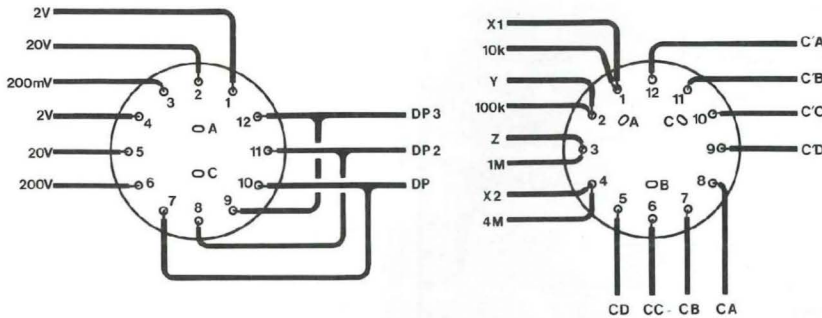 2V
20V
200mV
2V
20V
200V
3
2
1
4
12
5
11
6
10
7
8
9
A
C
DP3
DP2
DP
X1
10k
Y
100k
Z
1M
X2
4M
1
12
11
2
A
C
10
3
9
4
B
8
5
6
7
C'A
C'B
C'C
C'D
CD
CC
CB
CA